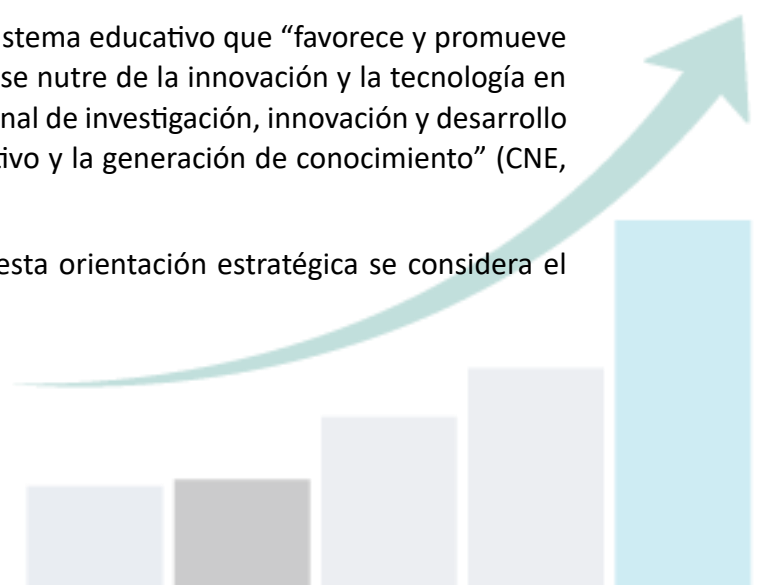 stema educativo que “favorece y promueve
se nutre de la innovación y la tecnología en
nal de investigación, innovación y desarrollo
tivo y la generación de conocimiento” (CNE,
esta orientación estratégica se considera el